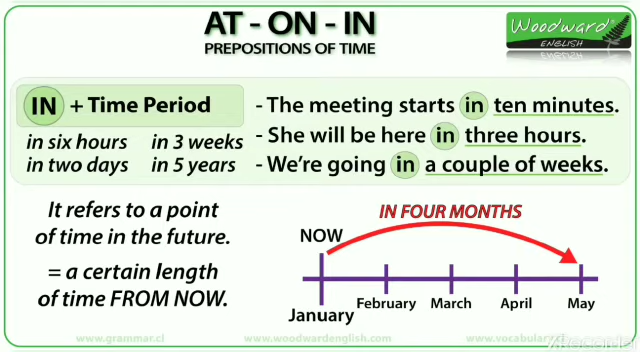 AT - ON - IN
PREPOSITIONS OF TIME
Woodward®
ENGLISH
IN + Time Period
in six hours in 3 weeks
in two days in 5 years
- The meeting starts in ten minutes.
- She will be here in three hours.
- We're going in a couple of weeks.
It refers to a point
of time in the future.
= a certain length
of time FROM NOW.
IN FOUR MONTHS
NOW
January February March April May
www.grammar.cl www.woodwardenglish.com